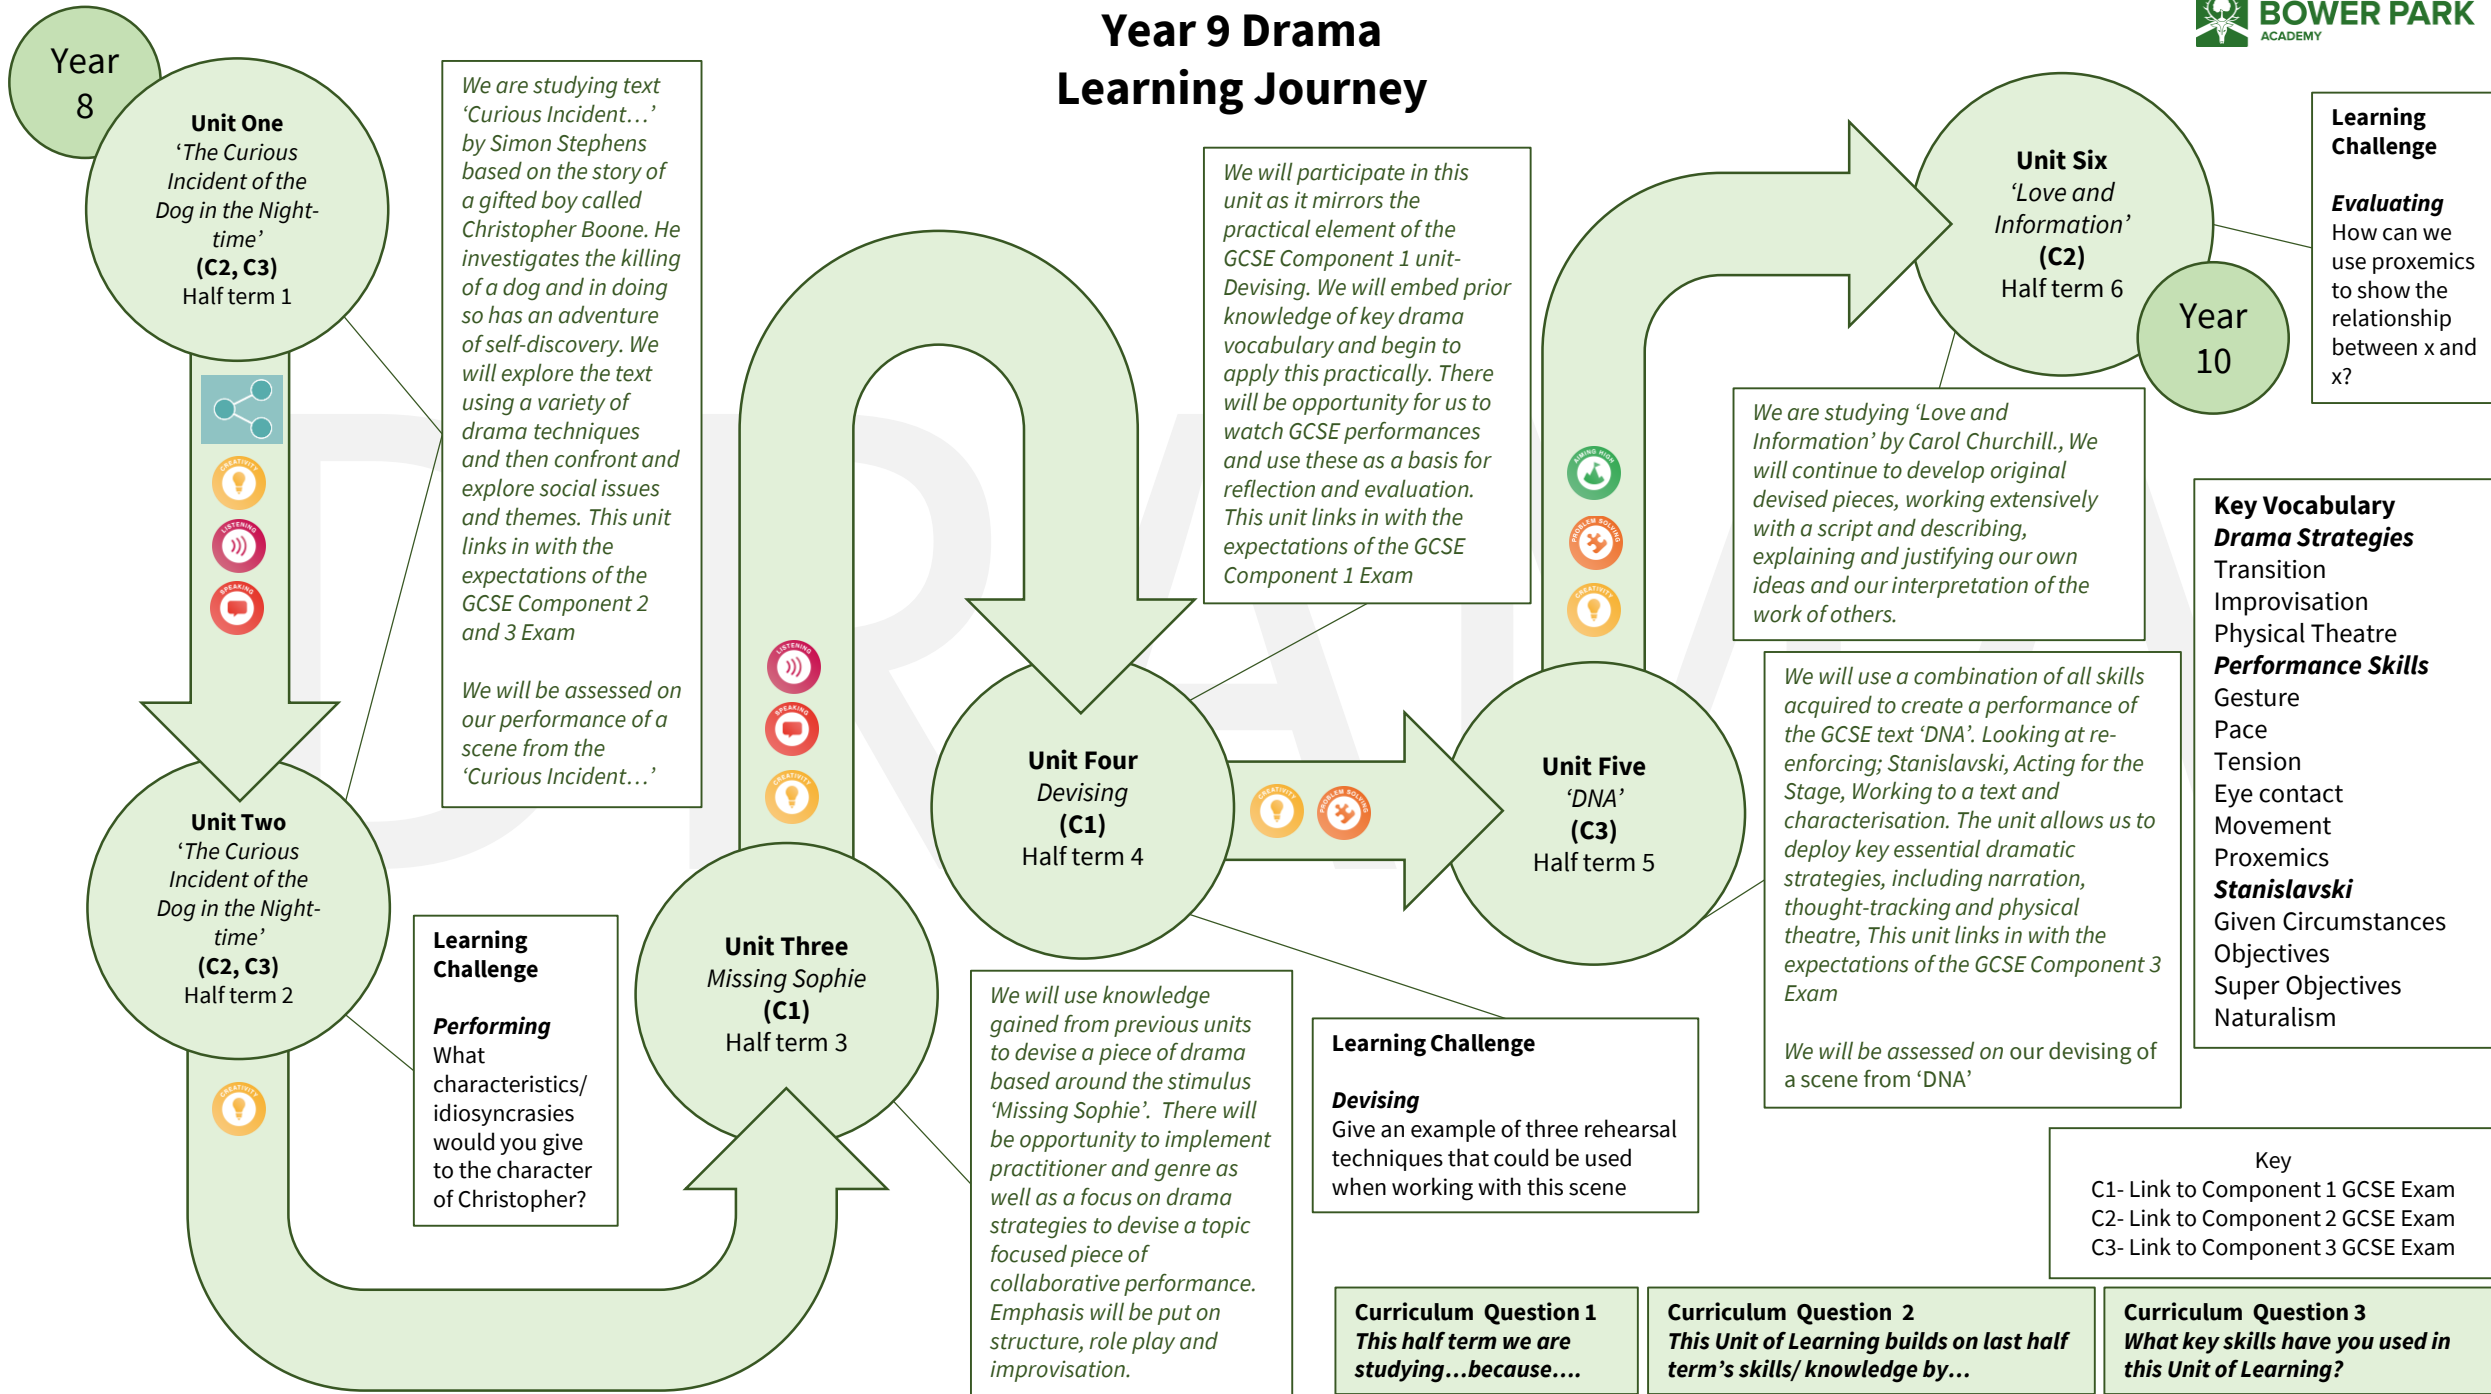 Year 9 Drama
Learning Journey
BOWER PARK
ACADEMY
DRAMA
Year
8
Unit One
‘The Curious
Incident of the
Dog in the Night-
time’
(C2, C3)
Half term 1
We are studying text
‘Curious Incident…’
by Simon Stephens
based on the story of
a gifted boy called
Christopher Boone. He
investigates the killing
of a dog and in doing
so has an adventure
of self-discovery. We
will explore the text
using a variety of
drama techniques
and then confront and
explore social issues
and themes. This unit
links in with the
expectations of the
GCSE Component 2
and 3 Exam
We will be assessed on
our performance of a
scene from the
‘Curious Incident…’
CREATIVITY
LISTENING
SPEAKING
Unit Two
‘The Curious
Incident of the
Dog in the Night-
time’
(C2, C3)
Half term 2
Learning
Challenge
Performing
What
characteristics/
idiosyncrasies
would you give
to the character
of Christopher?
CREATIVITY
Unit Three
Missing Sophie
(C1)
Half term 3
We will use knowledge
gained from previous units
to devise a piece of drama
based around the stimulus
‘Missing Sophie’.  There will
be opportunity to implement
practitioner and genre as
well as a focus on drama
strategies to devise a topic
focused piece of
collaborative performance.
Emphasis will be put on
structure, role play and
improvisation.
LISTENING
SPEAKING
CREATIVITY
Unit Four
Devising
(C1)
Half term 4
We will participate in this
unit as it mirrors the
practical element of the
GCSE Component 1 unit-
Devising. We will embed prior
knowledge of key drama
vocabulary and begin to
apply this practically. There
will be opportunity for us to
watch GCSE performances
and use these as a basis for
reflection and evaluation.
This unit links in with the
expectations of the GCSE
Component 1 Exam
Learning Challenge
Devising
Give an example of three rehearsal
techniques that could be used
when working with this scene
CREATIVITY
PROBLEM SOLVING
Unit Five
‘DNA’
(C3)
Half term 5
We will use a combination of all skills
acquired to create a performance of
the GCSE text ‘DNA’. Looking at re-
enforcing; Stanislavski, Acting for the
Stage, Working to a text and
characterisation. The unit allows us to
deploy key essential dramatic
strategies, including narration,
thought-tracking and physical
theatre, This unit links in with the
expectations of the GCSE Component 3
Exam
We will be assessed on our devising of
a scene from ‘DNA’
AIMING HIGH
PROBLEM SOLVING
CREATIVITY
Unit Six
‘Love and
Information’
(C2)
Half term 6
Year
10
We are studying ‘Love and
Information’ by Carol Churchill., We
will continue to develop original
devised pieces, working extensively
with a script and describing,
explaining and justifying our own
ideas and our interpretation of the
work of others.
Learning
Challenge
Evaluating
How can we
use proxemics
to show the
relationship
between x and
x?
Key Vocabulary
Drama Strategies
Transition
Improvisation
Physical Theatre
Performance Skills
Gesture
Pace
Tension
Eye contact
Movement
Proxemics
Stanislavski
Given Circumstances
Objectives
Super Objectives
Naturalism
Key
C1- Link to Component 1 GCSE Exam
C2- Link to Component 2 GCSE Exam
C3- Link to Component 3 GCSE Exam
Curriculum  Question 1
This half term we are
studying…because….
Curriculum  Question  2
This Unit of Learning builds on last half
term’s skills/ knowledge by…
Curriculum  Question 3
What key skills have you used in
this Unit of Learning?